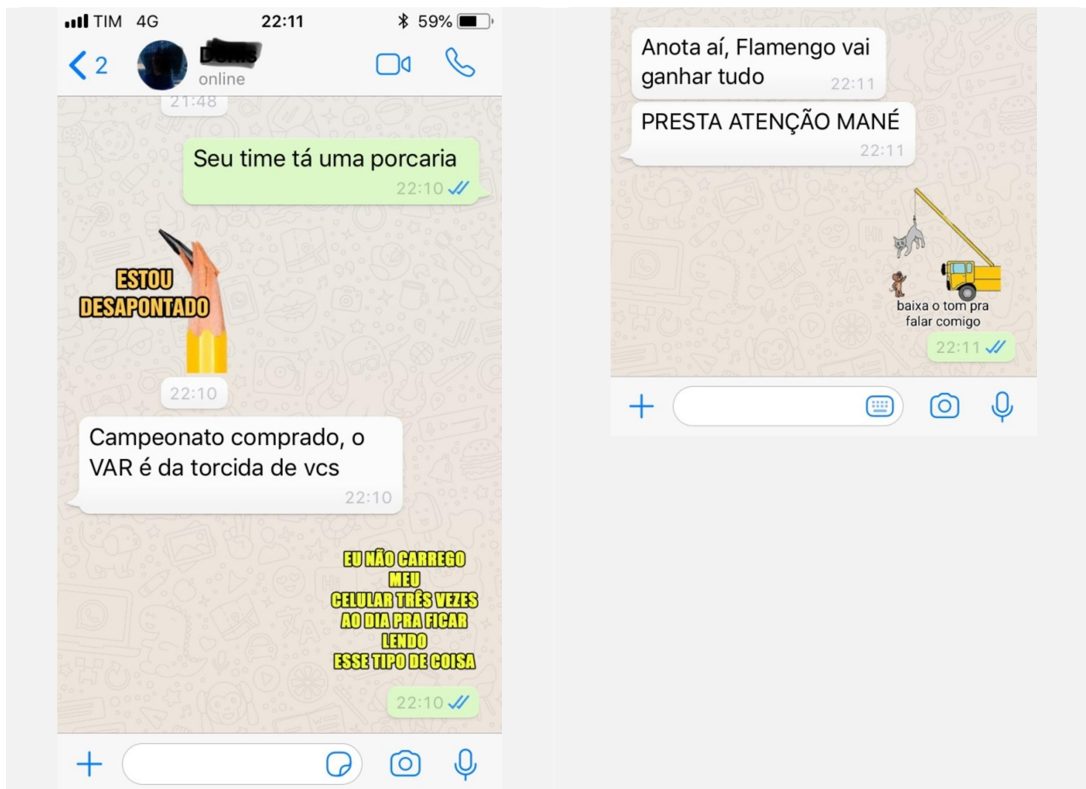 TIM 4G 22:11 59%
2
online
21:48
Seu time tá uma porcaria
22:10
ESTOU
DESAPONTADO
22:10
Campeonato comprado, o
VAR é da torcida de vcs
22:10
EU NÃO CARREGO
MEU
CELULAR TRÊS VEZES
AO DIA PRA FICAR
LENDO
ESSE TIPO DE COISA
22:10
Anota aí, Flamengo vai
ganhar tudo
22:11
PRESTA ATENÇÃO MANÉ
22:11
baixa o tom pra
falar comigo
22:11